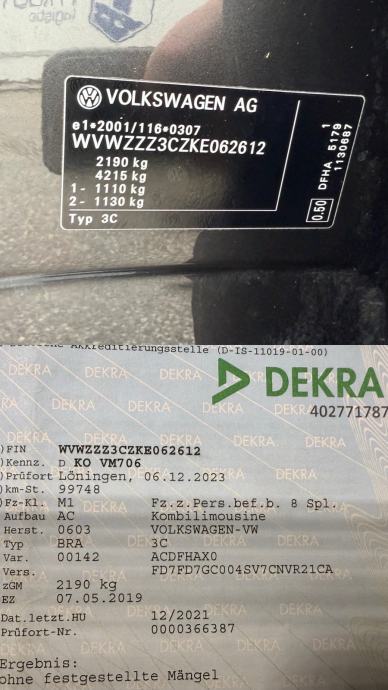 VOLKSWAGEN AG
e1*2001/116*0307
WVWZZZ3CZKE062612
2190 kg
4215 kg
1 - 1110 kg
2 - 1130 kg
Typ 3C
0.50 DFHA 5179 1
1130687
Akkreditierungsstelle (D-IS-11019-01-00)
DEKRA
402771787
)FIN WVWZZZ3CZKE062612
)Kennz. D KO VM706
)Prüfort Löningen, 06.12.2023
)km-St. 99748
)Fz-Kl. M1 Fz.z.Pers.bef.b. 8 Spl.
Aufbau AC Kombilimousine
Herst. 0603 VOLKSWAGEN-VW
Typ BRA 3C
Var. 00142 ACDFHAX0
Vers. FD7FD7GC004SV7CNVR21CA
zGM 2190 kg
EZ 07.05.2019
Dat.letzt.HU 12/2021
Prüfort-Nr. 0000366387
Ergebnis:
ohne festgestellte Mängel